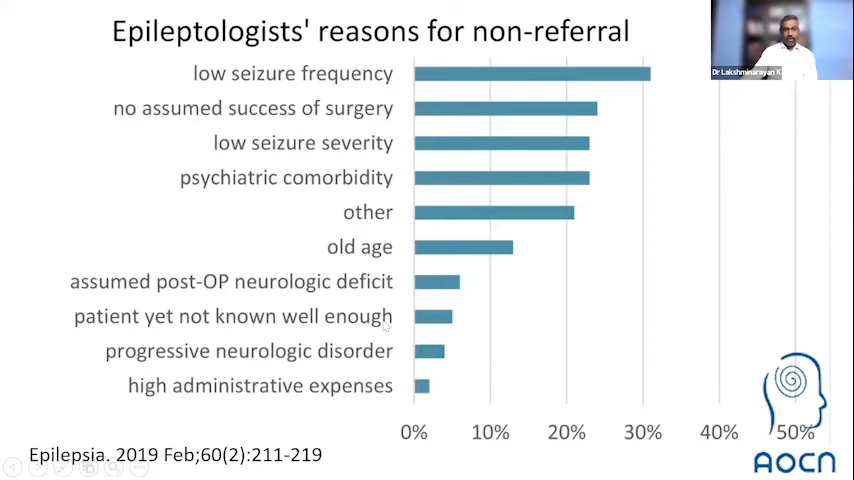 Epileptologists' reasons for non-referral
Dr Lakshminarayan K
low seizure frequency
no assumed success of surgery
low seizure severity
psychiatric comorbidity
other
old age
assumed post-OP neurologic deficit
patient yet not known well enough
progressive neurologic disorder
high administrative expenses
0% 10% 20% 30% 40% 50%
Epilepsia. 2019 Feb;60(2):211-219
AOCN